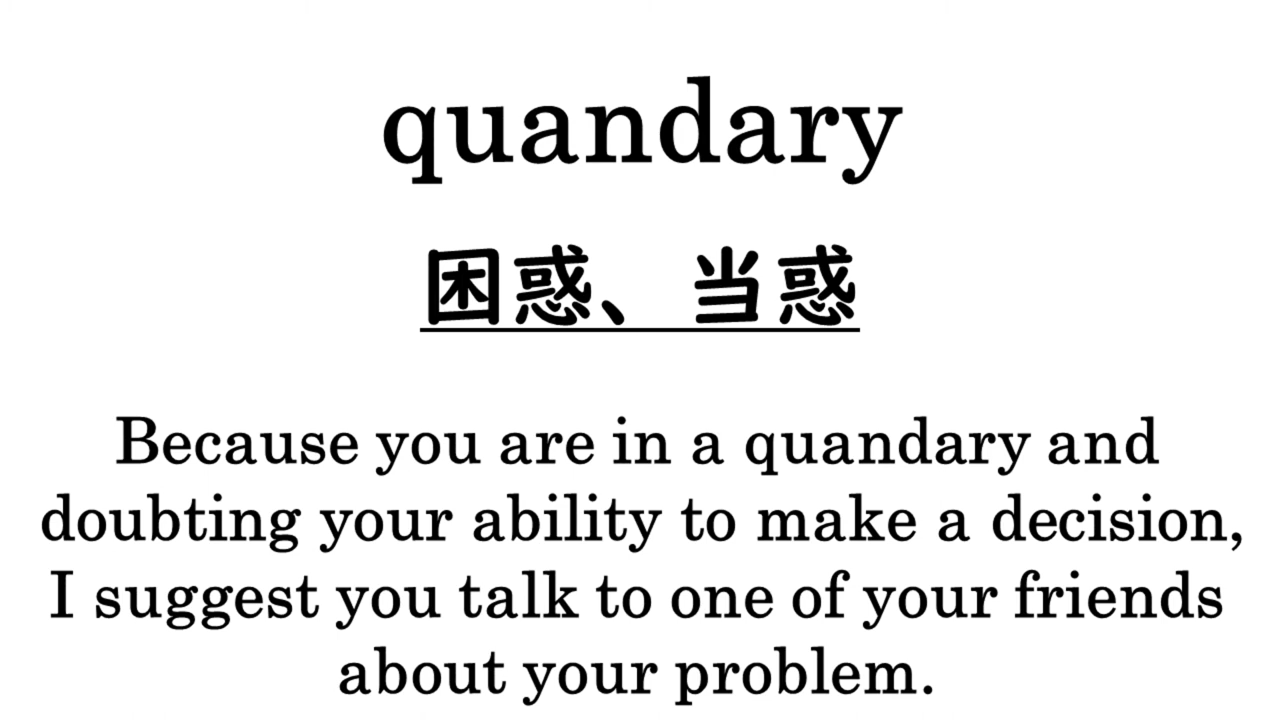 quandary
困惑、当惑
Because you are in a quandary and
doubting your ability to make a decision,
I suggest you talk to one of your friends
about your problem.